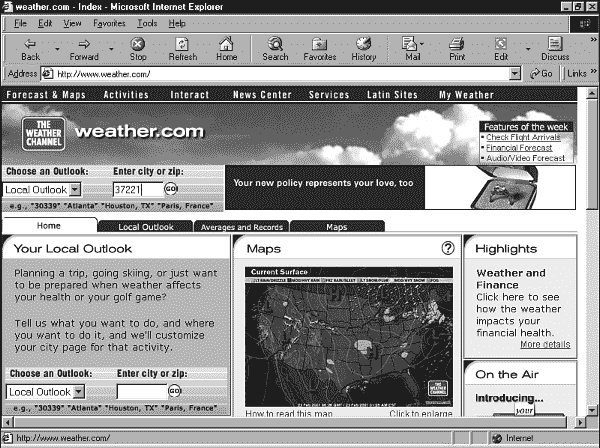 weather.com - Index - Microsoft Internet Explorer
File Edit View Favorites Tools Help
Back Forward Stop Refresh Home Search Favorites History Mail Print Edit Discuss
Address http://www.weather.com/ Go Links »
Forecast & Maps Activities Interact News Center Services Latin Sites My Weather
THE WEATHER CHANNEL
weather.com
Features of the week
• Check Flight Arrivals
• Financial Forecast
• Audio/Video Forecast
Choose an Outlook: Enter city or zip:
Local Outlook 37221 GO!
e.g., "30339" "Atlanta" "Houston, TX" "Paris, France"
Your new policy represents your love, too
Home Local Outlook Averages and Records Maps
Your Local Outlook
Planning a trip, going skiing, or just want
to be prepared when weather affects
your health or your golf game?
Tell us what you want to do, and where
you want to do it, and we'll customize
your city page for that activity.
Choose an Outlook: Enter city or zip:
Local Outlook GO!
e.g., "30339" "Atlanta" "Houston, TX" "Paris, France"
Maps ?
Current Surface
THE WEATHER CHANNEL
How to read this map Click to enlarge
Highlights
Weather and
Finance
Click here to see
how the weather
impacts your
financial health.
More details
On the Air
Introducing...
your
http://www.weather.com/ Internet